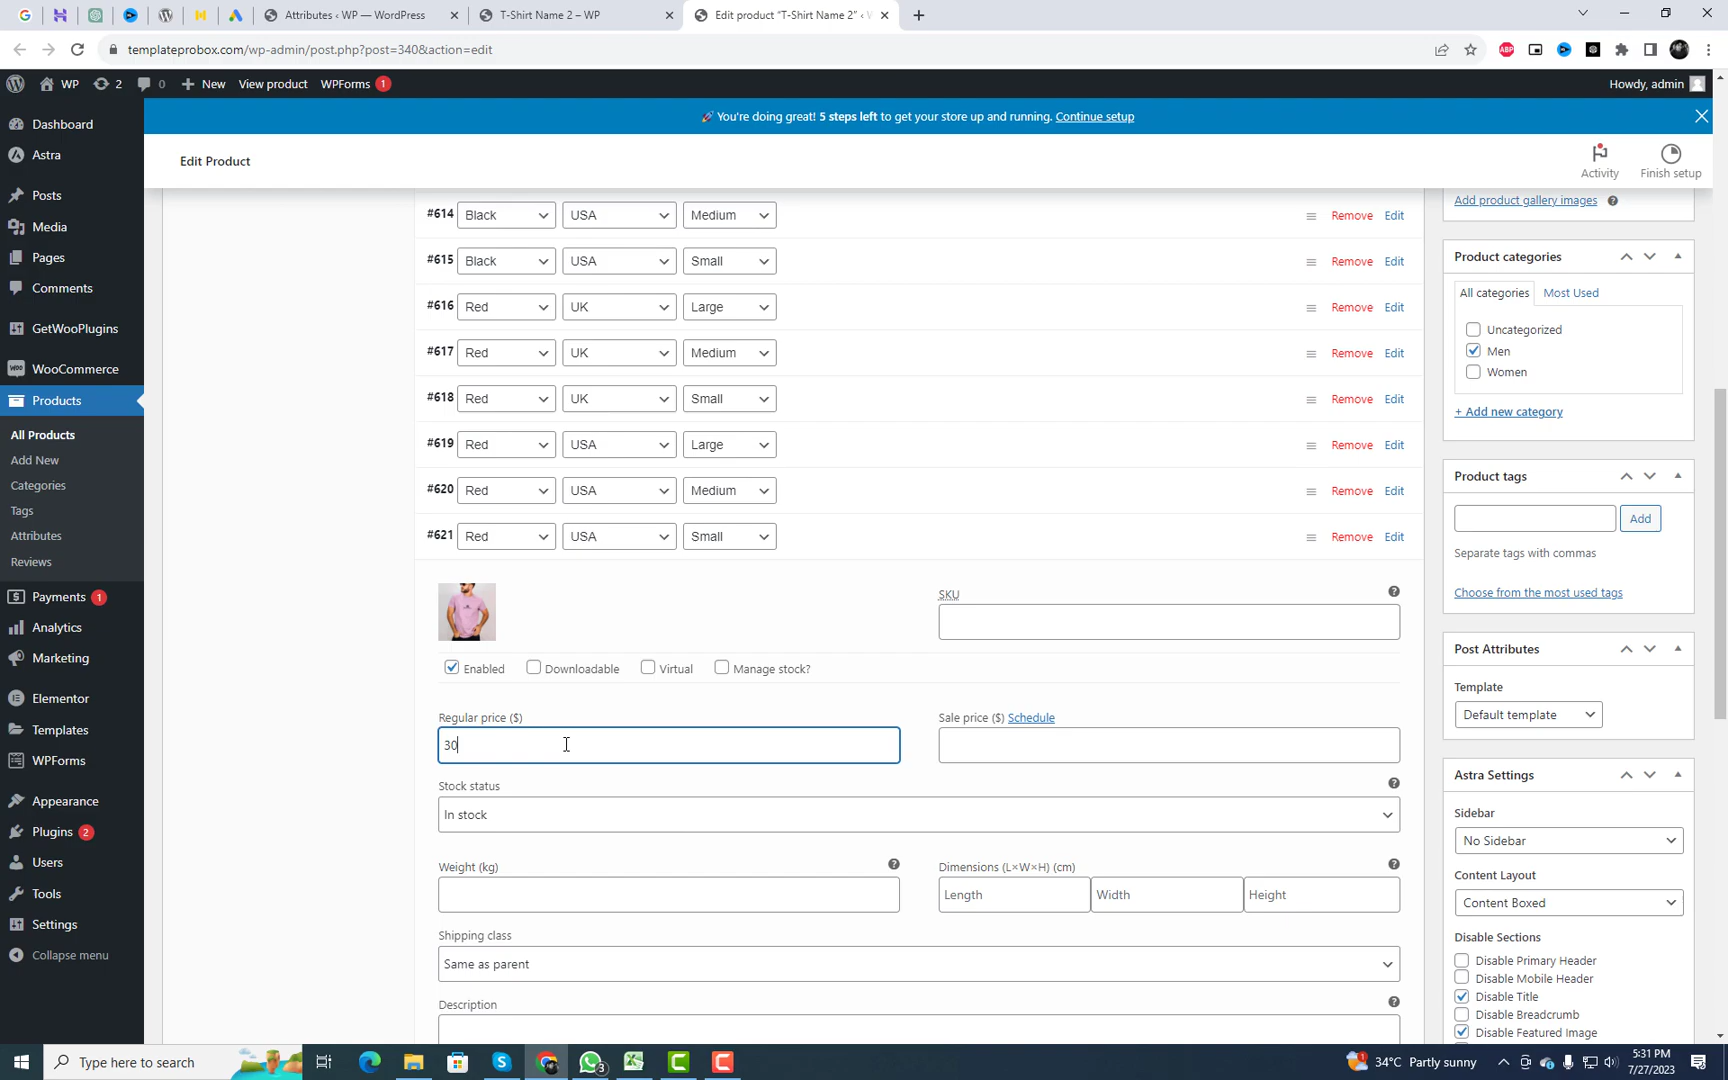 Attributes ‹ WP — WordPress
T-Shirt Name 2 – WP
Edit product “T-Shirt Name 2” ‹
templateprobox.com/wp-admin/post.php?post=340&action=edit
WP
2
0
New
View product
WPForms
1
Howdy, admin
🚀 You're doing great! 5 steps left to get your store up and running. Continue setup
Edit Product
Activity
Finish setup
Dashboard
Astra
Posts
Media
Pages
Comments
GetWooPlugins
WooCommerce
Products
All Products
Add New
Categories
Tags
Attributes
Reviews
Payments 1
Analytics
Marketing
Elementor
Templates
WPForms
Appearance
Plugins 2
Users
Tools
Settings
Collapse menu
#614 Black USA Medium Remove Edit
#615 Black USA Small Remove Edit
#616 Red UK Large Remove Edit
#617 Red UK Medium Remove Edit
#618 Red UK Small Remove Edit
#619 Red USA Large Remove Edit
#620 Red USA Medium Remove Edit
#621 Red USA Small Remove Edit
SKU
Enabled Downloadable Virtual Manage stock?
Regular price ($)
30
Sale price ($) Schedule
Stock status
In stock
Weight (kg)
Dimensions (L×W×H) (cm)
Length Width Height
Shipping class
Same as parent
Description
Add product gallery images
Product categories
All categories Most Used
Uncategorized
Men
Women
+ Add new category
Product tags
Add
Separate tags with commas
Choose from the most used tags
Post Attributes
Template
Default template
Astra Settings
Sidebar
No Sidebar
Content Layout
Content Boxed
Disable Sections
Disable Primary Header
Disable Mobile Header
Disable Title
Disable Breadcrumb
Disable Featured Image
Type here to search
3
34°C Partly sunny
5:31 PM
7/27/2023